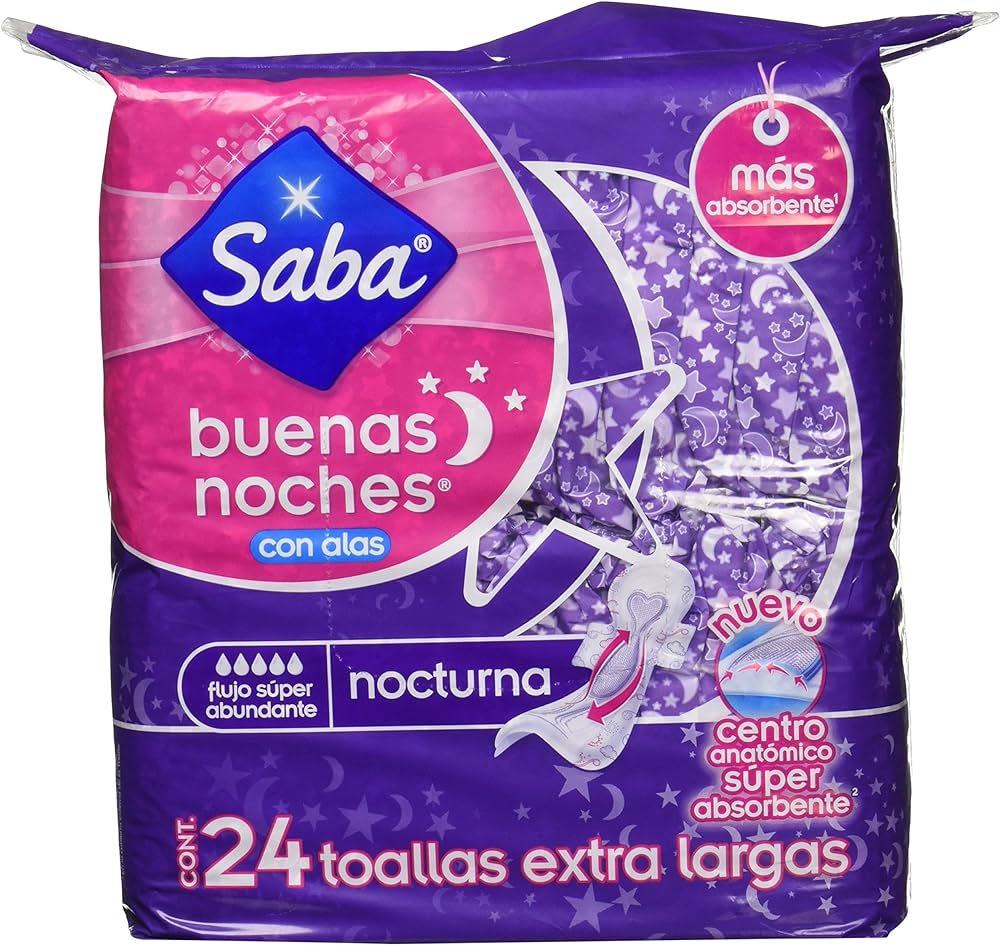 más
absorbente¹
Saba®
buenas
noches®
con alas
nuevo
flujo súper
abundante
nocturna
centro
anatómico
súper
absorbente²
CONT. 24 toallas extra largas